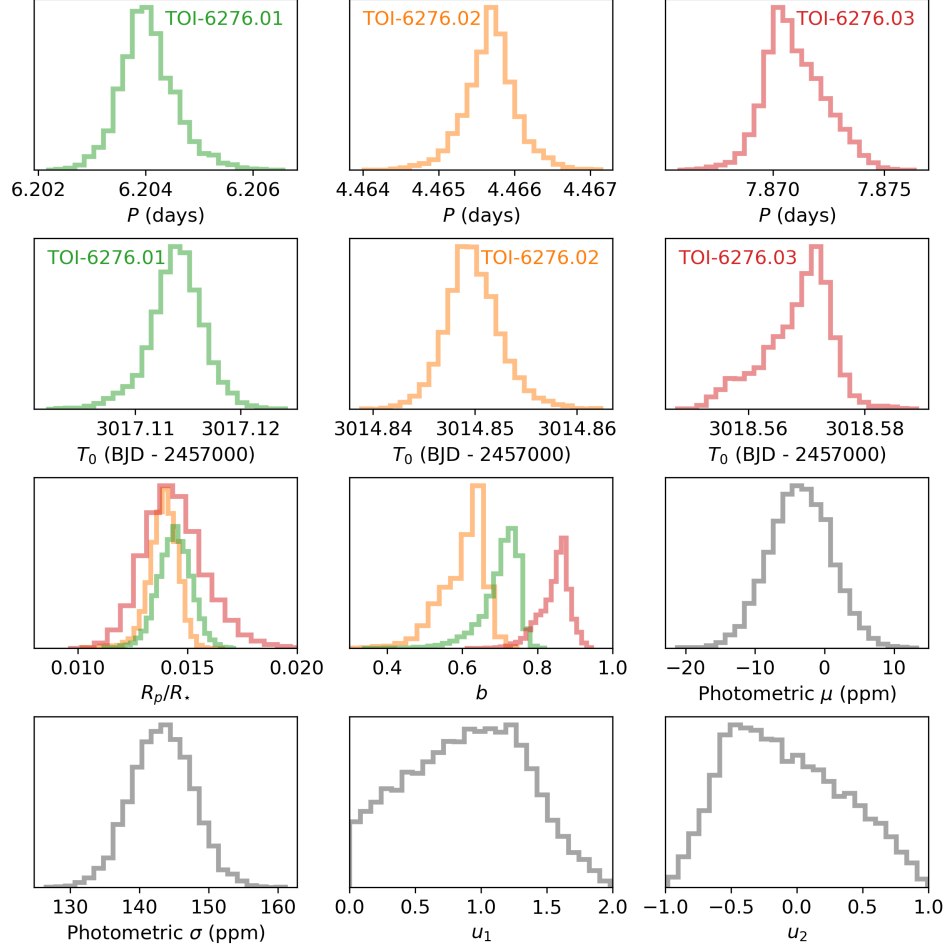 TOI-6276.01 TOI-6276.02 TOI-6276.03
6.202 6.204 6.206 4.464 4.465 4.466 4.467 7.870 7.875
P (days) P (days) P (days)
TOI-6276.01 TOI-6276.02 TOI-6276.03
3017.11 3017.12 3014.84 3014.85 3014.86 3018.56 3018.58
T₀ (BJD - 2457000) T₀ (BJD - 2457000) T₀ (BJD - 2457000)
0.010 0.015 0.020 0.4 0.6 0.8 1.0 −20 −10 0 10
Rₚ/R⋆ b Photometric μ (ppm)
130 140 150 160 0.0 0.5 1.0 1.5 2.0 −1.0 −0.5 0.0 0.5 1.0
Photometric σ (ppm) u₁ u₂